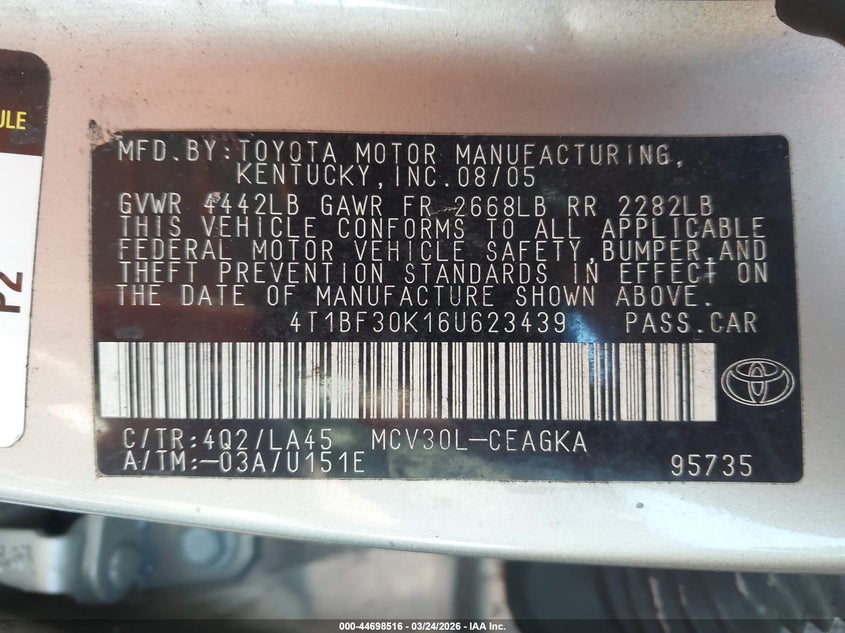 ULE
P2
MFD.BY:TOYOTA MOTOR MANUFACTURING,
KENTUCKY,INC.08/05
GVWR 4442LB GAWR FR 2668LB RR 2282LB
THIS VEHICLE CONFORMS TO ALL APPLICABLE
FEDERAL MOTOR VEHICLE SAFETY,BUMPER,AND
THEFT PREVENTION STANDARDS IN EFFECT ON
THE DATE OF MANUFACTURE SHOWN ABOVE.
4T1BF30K16U623439 PASS.CAR
C/TR:4Q2/LA45 MCV30L-CEAGKA
A/TM:-03A/U151E 95735
000-44698516 - 03/24/2026 - IAA Inc.